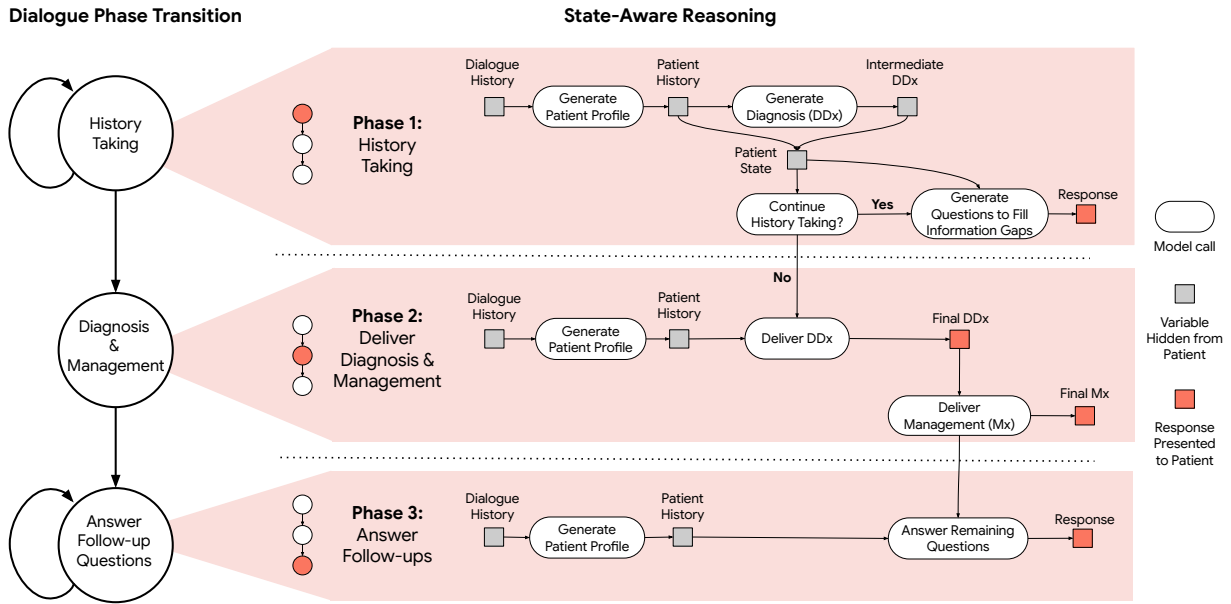 Dialogue Phase Transition
State-Aware Reasoning
History
Taking
Diagnosis
&
Management
Answer
Follow-up
Questions
Phase 1:
History
Taking
Dialogue
History
Generate
Patient Profile
Patient
History
Generate
Diagnosis (DDx)
Intermediate
DDx
Patient
State
Continue
History Taking?
Yes
Generate
Questions to Fill
Information Gaps
Response
No
Phase 2:
Deliver
Diagnosis &
Management
Dialogue
History
Generate
Patient Profile
Patient
History
Deliver DDx
Final DDx
Deliver
Management (Mx)
Final Mx
Phase 3:
Answer
Follow-ups
Dialogue
History
Generate
Patient Profile
Patient
History
Answer Remaining
Questions
Response
Model call
Variable
Hidden from
Patient
Response
Presented
to Patient